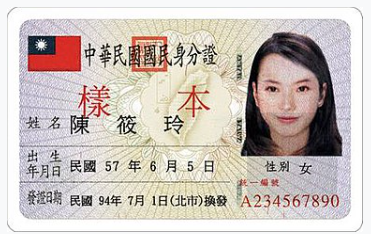 中華民國國民身分證
樣本
姓名 陳筱玲
出生年月日 民國 57 年 6 月 5 日
性別 女
發證日期 民國 94年 7月 1日(北市)換發
統一編號
A234567890